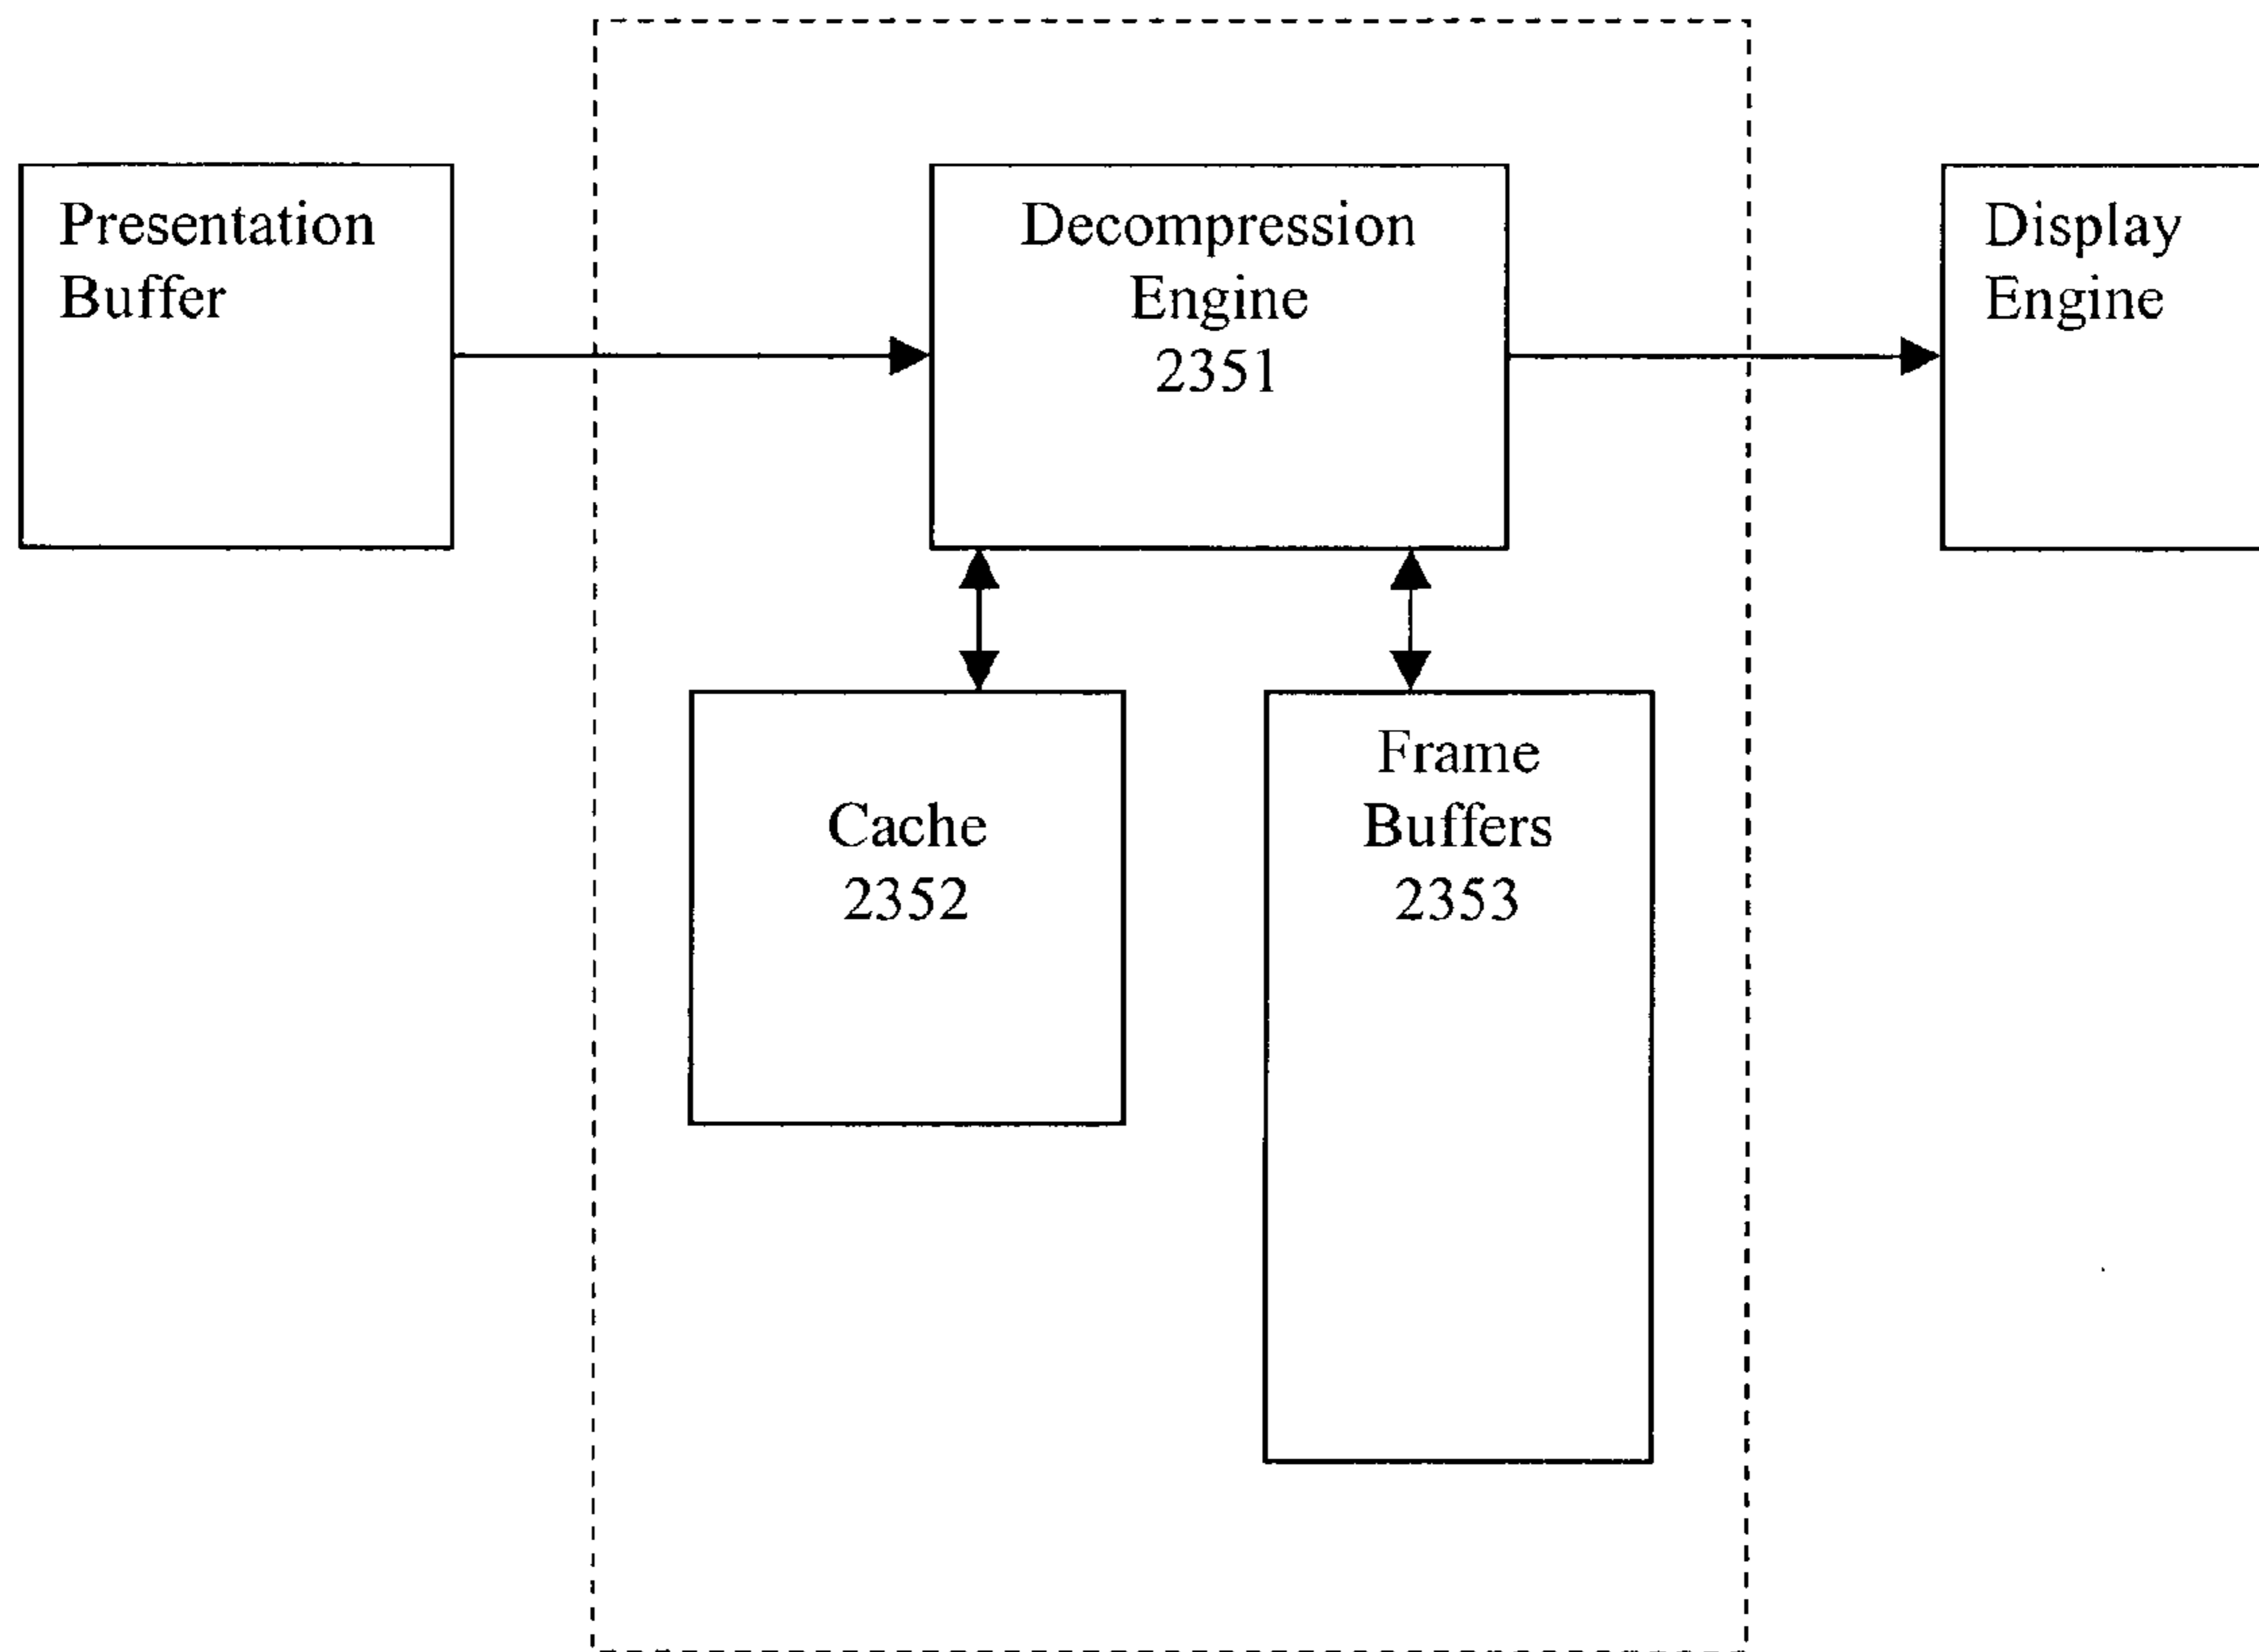 Presentation
Buffer
Decompression
Engine
2351
Display
Engine
Cache
2352
Frame
Buffers
2353